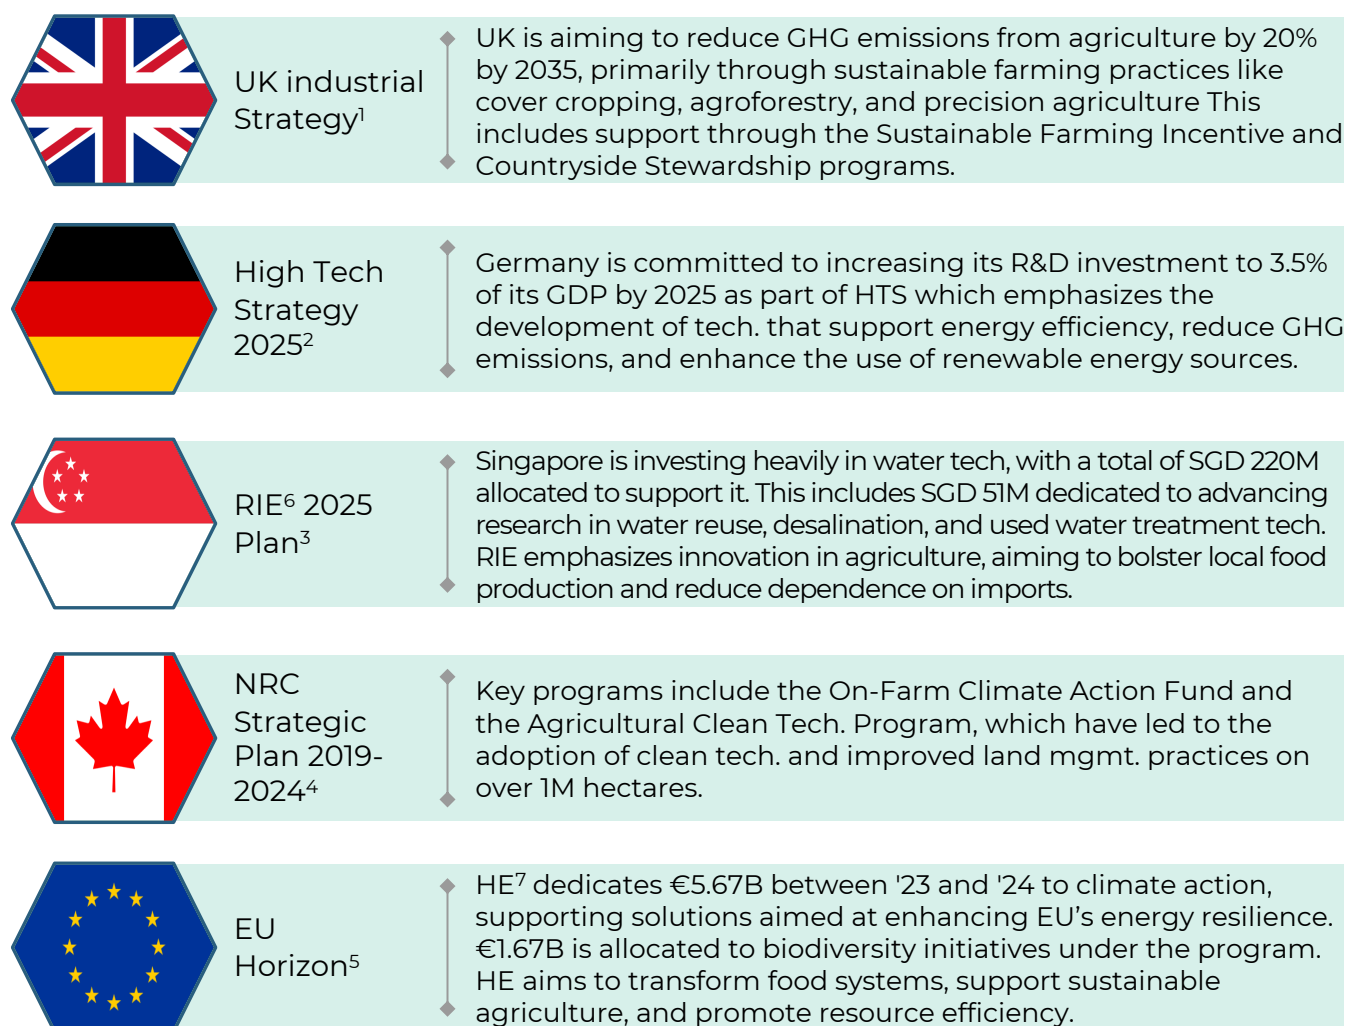 UK industrial
Strategy¹
UK is aiming to reduce GHG emissions from agriculture by 20%
by 2035, primarily through sustainable farming practices like
cover cropping, agroforestry, and precision agriculture This
includes support through the Sustainable Farming Incentive and
Countryside Stewardship programs.
High Tech
Strategy
2025²
Germany is committed to increasing its R&D investment to 3.5%
of its GDP by 2025 as part of HTS which emphasizes the
development of tech. that support energy efficiency, reduce GHG
emissions, and enhance the use of renewable energy sources.
RIE⁶ 2025
Plan³
Singapore is investing heavily in water tech, with a total of SGD 220M
allocated to support it. This includes SGD 51M dedicated to advancing
research in water reuse, desalination, and used water treatment tech.
RIE emphasizes innovation in agriculture, aiming to bolster local food
production and reduce dependence on imports.
NRC
Strategic
Plan 2019-
2024⁴
Key programs include the On-Farm Climate Action Fund and
the Agricultural Clean Tech. Program, which have led to the
adoption of clean tech. and improved land mgmt. practices on
over 1M hectares.
EU
Horizon⁵
HE⁷ dedicates €5.67B between '23 and '24 to climate action,
supporting solutions aimed at enhancing EU’s energy resilience.
€1.67B is allocated to biodiversity initiatives under the program.
HE aims to transform food systems, support sustainable
agriculture, and promote resource efficiency.